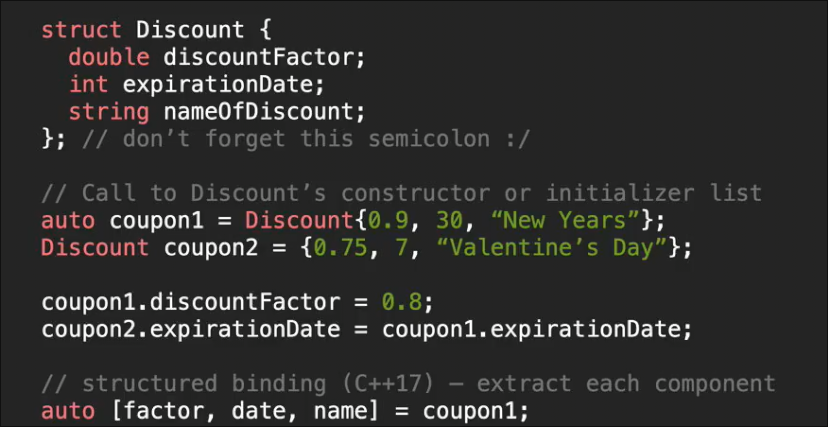 struct Discount {
  double discountFactor;
  int expirationDate;
  string nameOfDiscount;
}; // don’t forget this semicolon :/
// Call to Discount’s constructor or initializer list
auto coupon1 = Discount{0.9, 30, “New Years”};
Discount coupon2 = {0.75, 7, “Valentine’s Day”};
coupon1.discountFactor = 0.8;
coupon2.expirationDate = coupon1.expirationDate;
// structured binding (C++17) — extract each component
auto [factor, date, name] = coupon1;